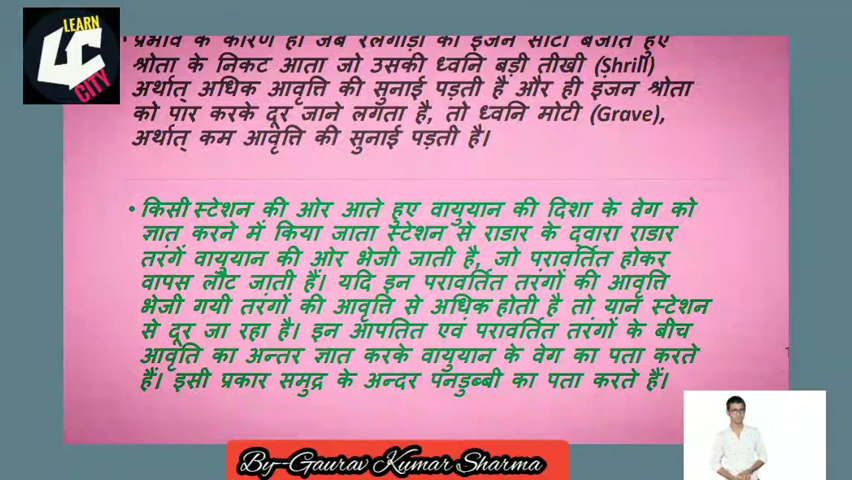 LEARN
LC
CITY
प्रभाव के कारण ही जब रेलगाड़ी का इंजन सीटी बजाते हुए
श्रोता के निकट आता जो उसकी ध्वनि बड़ी तीखी (Shrill)
अर्थात् अधिक आवृत्ति की सुनाई पड़ती है और ही इंजन श्रोता
को पार करके दूर जाने लगता है, तो ध्वनि मोटी (Grave),
अर्थात् कम आवृत्ति की सुनाई पड़ती है।
• किसी स्टेशन की ओर आते हुए वायुयान की दिशा के वेग को
ज्ञात करने में किया जाता स्टेशन से राडार के द्वारा राडार
तरंगें वायुयान की ओर भेजी जाती है, जो परावर्तित होकर
वापस लौट जाती हैं। यदि इन परावर्तित तरंगों की आवृत्ति
भेजी गयी तरंगों की आवृत्ति से अधिक होती है तो यान स्टेशन
से दूर जा रहा है। इन आपतित एवं परावर्तित तरंगों के बीच
आवृति का अन्तर ज्ञात करके वायुयान के वेग का पता करते
हैं। इसी प्रकार समुद्र के अन्दर पनडुब्बी का पता करते हैं।
By--Gaurav Kumar Sharma